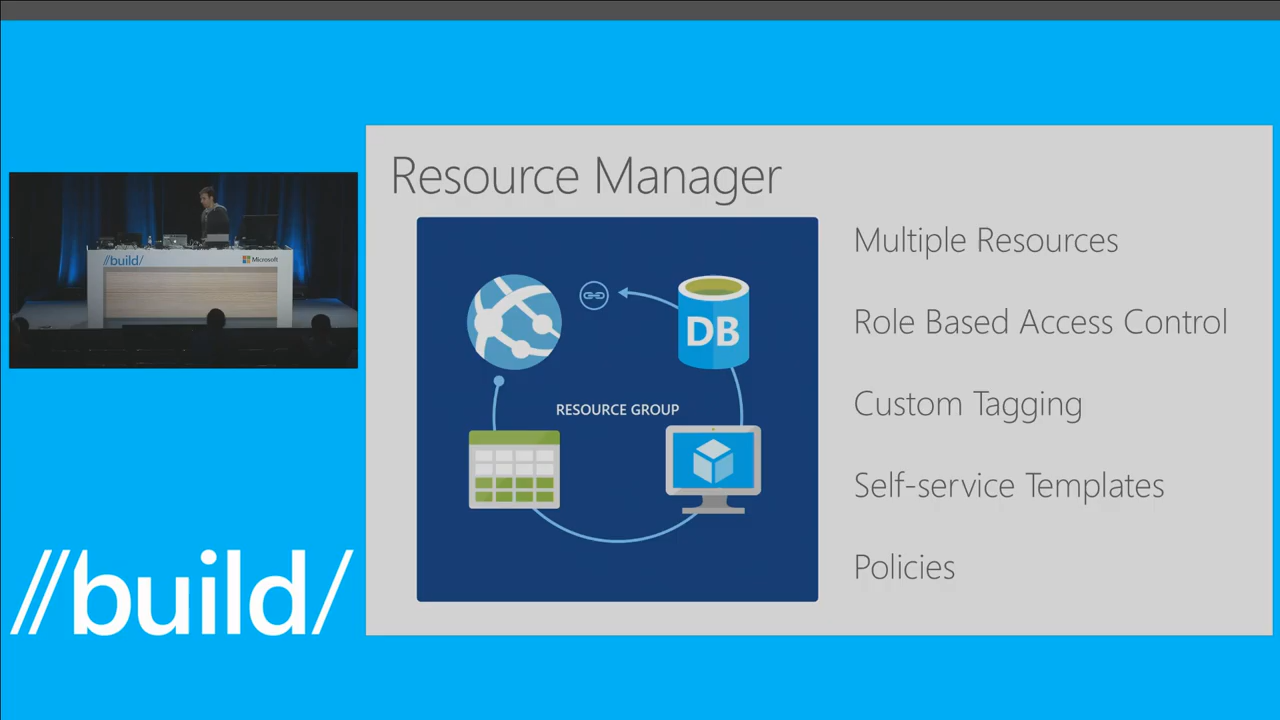 Resource Manager
DB
RESOURCE GROUP
Multiple Resources
Role Based Access Control
Custom Tagging
Self-service Templates
Policies
//build/
Microsoft
//build/